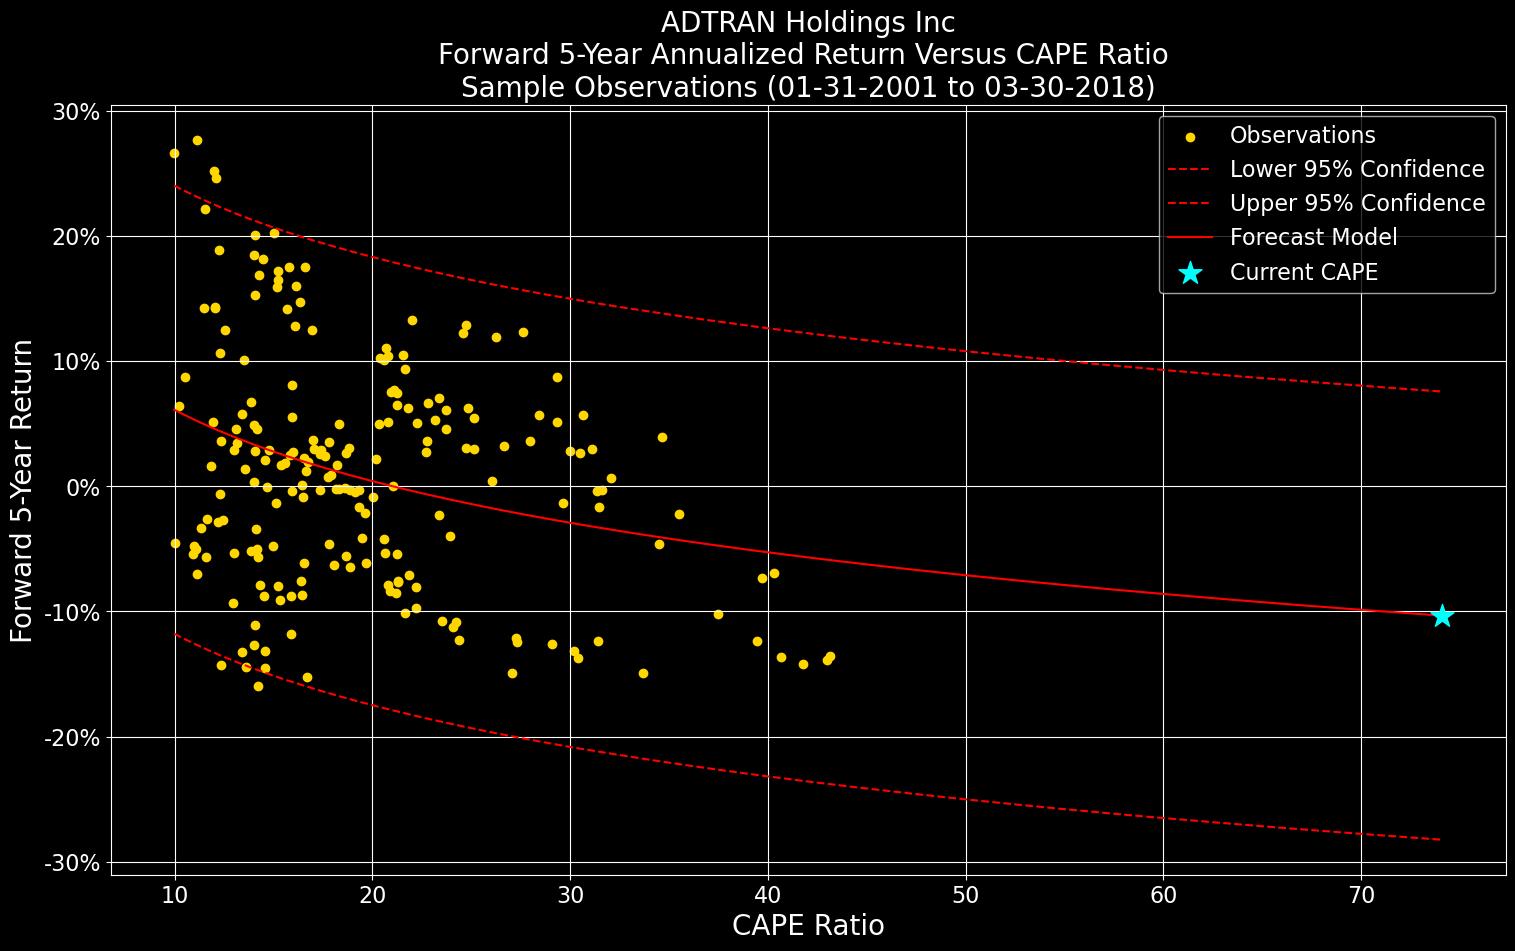 ADTRAN Holdings Inc
Forward 5-Year Annualized Return Versus CAPE Ratio
Sample Observations (01-31-2001 to 03-30-2018)
Observations
Lower 95% Confidence
Upper 95% Confidence
Forecast Model
Current CAPE
Forward 5-Year Return
30%
20%
10%
0%
-10%
-20%
-30%
10 20 30 40 50 60 70
CAPE Ratio